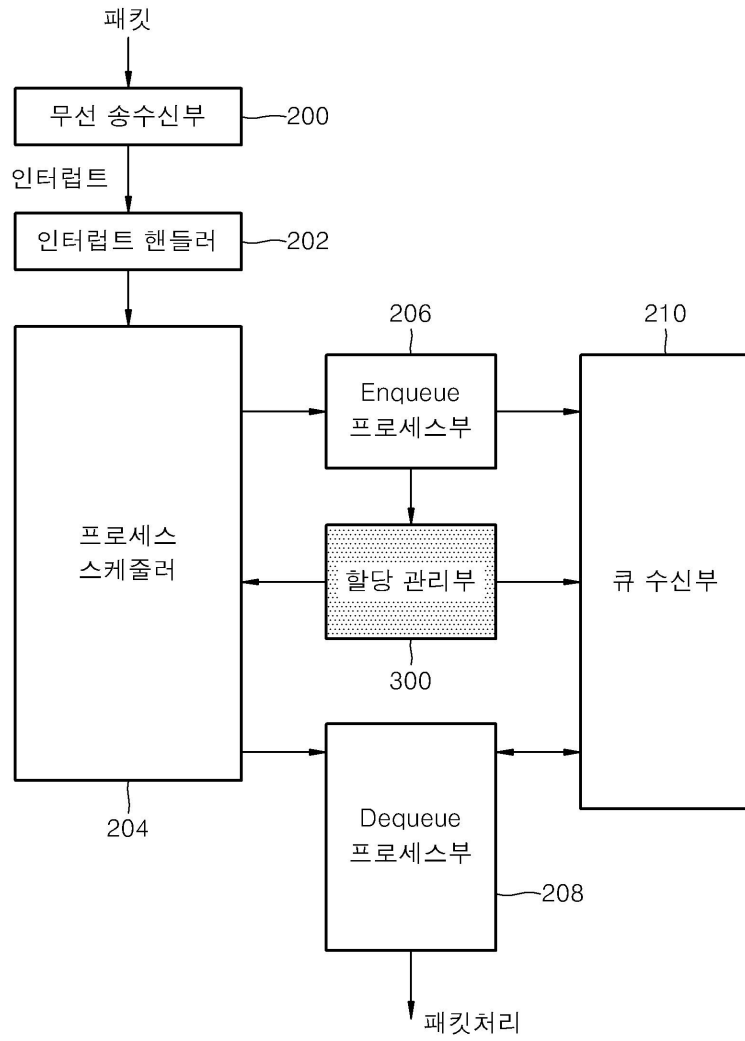 패킷
무선 송수신부
200
인터럽트
인터럽트 핸들러
202
206
210
Enqueue
프로세스부
프로세스
스케줄러
할당 관리부
큐 수신부
300
204
Dequeue
프로세스부
208
패킷처리